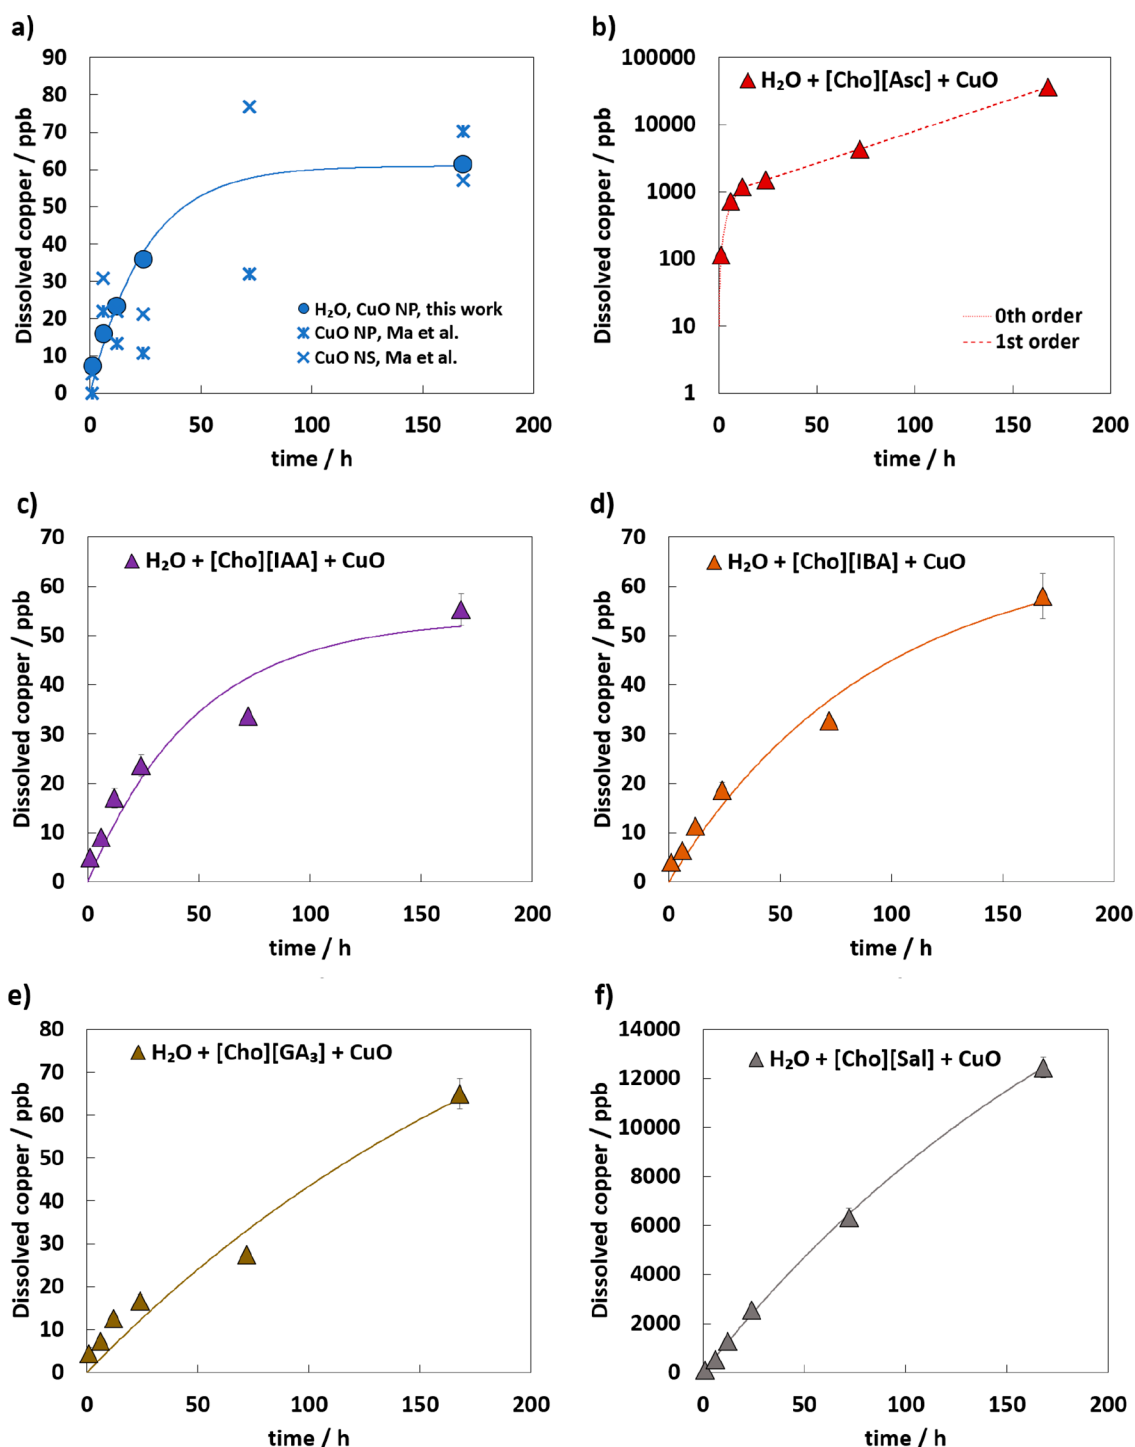 a)
Dissolved copper / ppb
90
80
70
60
50
40
30
20
10
0
H₂O, CuO NP, this work
CuO NP, Ma et al.
CuO NS, Ma et al.
0 50 100 150 200
time / h
b)
Dissolved copper / ppb
100000
10000
1000
100
10
1
H₂O + [Cho][Asc] + CuO
0th order
1st order
0 50 100 150 200
time / h
c)
Dissolved copper / ppb
70
60
50
40
30
20
10
0
H₂O + [Cho][IAA] + CuO
0 50 100 150 200
time / h
d)
Dissolved copper / ppb
70
60
50
40
30
20
10
0
H₂O + [Cho][IBA] + CuO
0 50 100 150 200
time / h
e)
Dissolved copper / ppb
80
70
60
50
40
30
20
10
0
H₂O + [Cho][GA₃] + CuO
0 50 100 150 200
time / h
f)
Dissolved copper / ppb
14000
12000
10000
8000
6000
4000
2000
0
H₂O + [Cho][Sal] + CuO
0 50 100 150 200
time / h